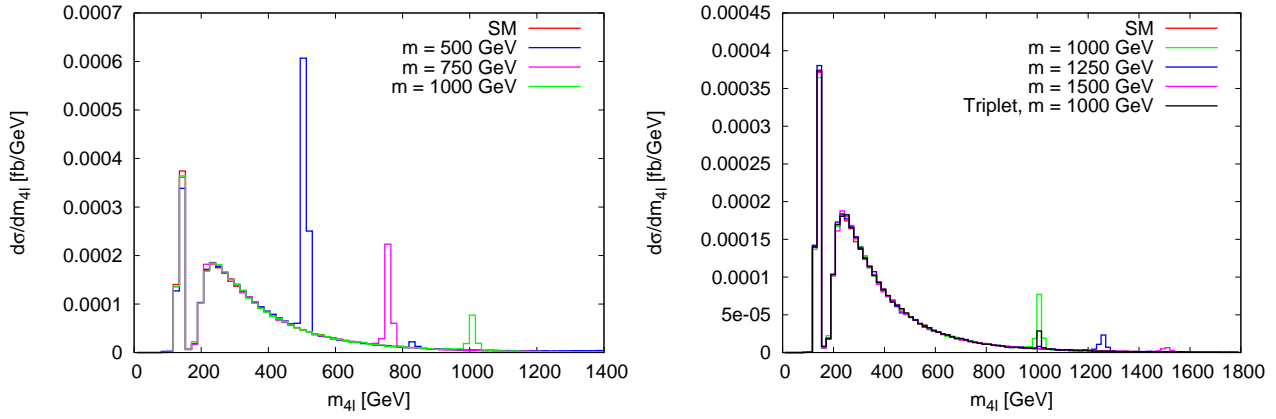 SM
m = 500 GeV
m = 750 GeV
m = 1000 GeV
dσ/dm4l [fb/GeV]
0.0007
0.0006
0.0005
0.0004
0.0003
0.0002
0.0001
0
0 200 400 600 800 1000 1200 1400
m4l [GeV]
SM
m = 1000 GeV
m = 1250 GeV
m = 1500 GeV
Triplet, m = 1000 GeV
dσ/dm4l [fb/GeV]
0.00045
0.0004
0.00035
0.0003
0.00025
0.0002
0.00015
0.0001
5e-05
0
0 200 400 600 800 1000 1200 1400 1600 1800
m4l [GeV]